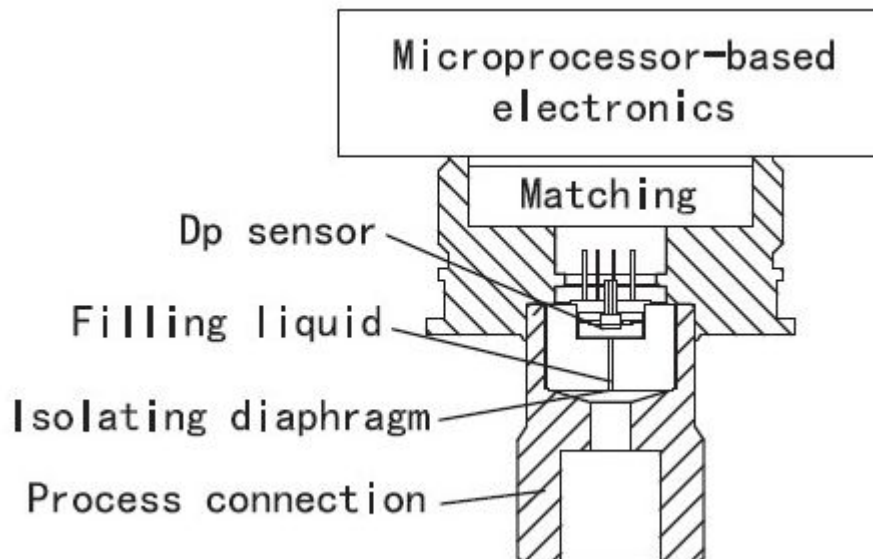 Microprocessor-based
electronics
Matching
Dp sensor
Filling liquid
Isolating diaphragm
Process connection